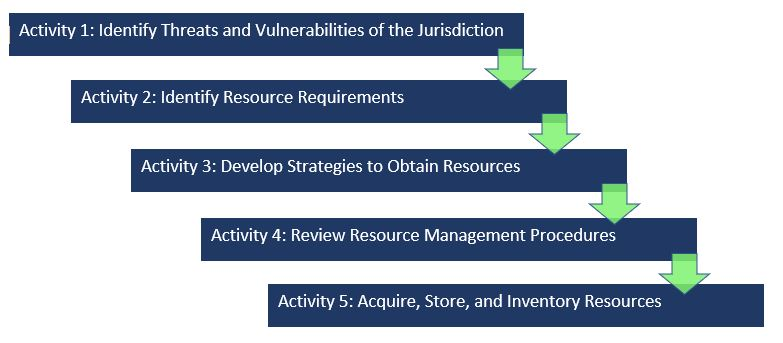 Activity 1: Identify Threats and Vulnerabilities of the Jurisdiction
Activity 2: Identify Resource Requirements
Activity 3: Develop Strategies to Obtain Resources
Activity 4: Review Resource Management Procedures
Activity 5: Acquire, Store, and Inventory Resources